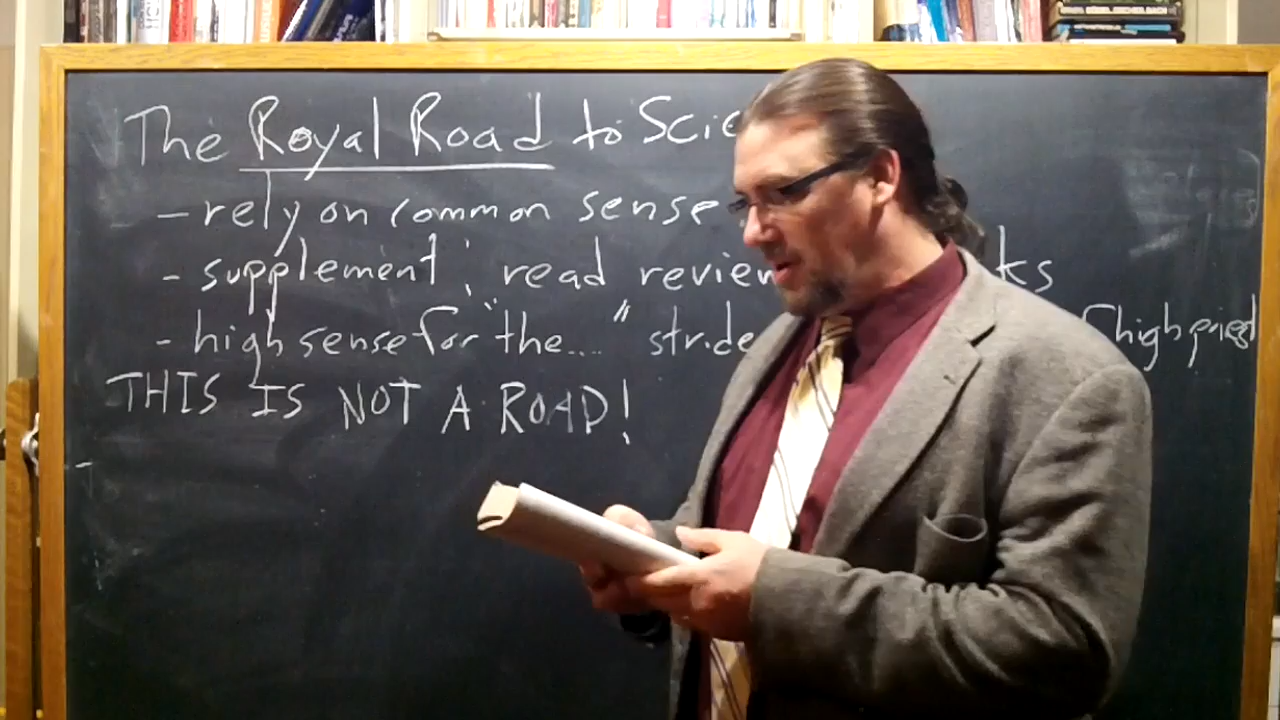 The Royal Road to Scie
- rely on common sense
- supplement; read review ks
- high sense for "the...." stride high priest
THIS IS NOT A ROAD!